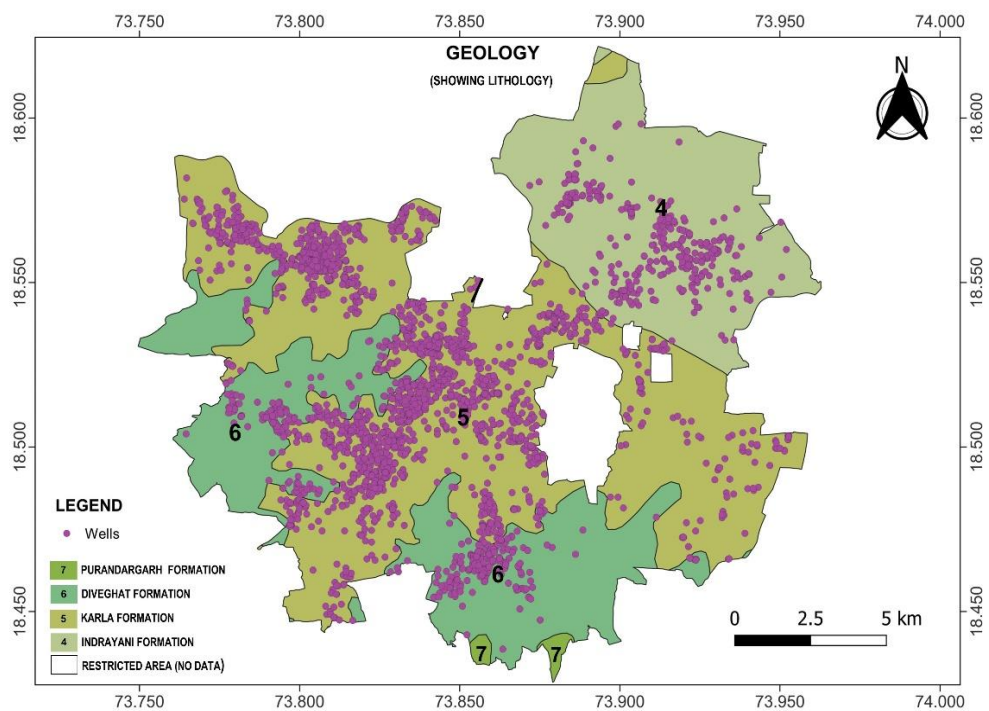 73.750 73.800 73.850 73.900 73.950 74.000
GEOLOGY
(SHOWING LITHOLOGY)
N
18.600 18.600
4
18.550 18.550
5
6
18.500 18.500
LEGEND
Wells
7 PURANDARGARH FORMATION
6 DIVEGHAT FORMATION
5 KARLA FORMATION
4 INDRAYANI FORMATION
RESTRICTED AREA (NO DATA)
6
18.450 18.450
7 7
0 2.5 5 km
73.750 73.800 73.850 73.900 73.950 74.000